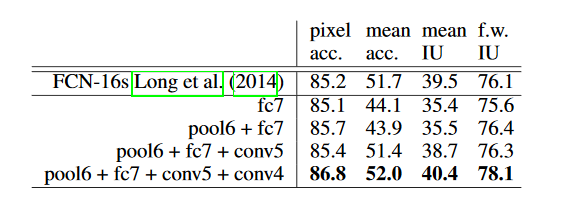 pixel mean mean f.w.
acc. acc. IU IU
FCN-16s Long et al. (2014) 85.2 51.7 39.5 76.1
fc7 85.1 44.1 35.4 75.6
pool6 + fc7 85.7 43.9 35.5 76.4
pool6 + fc7 + conv5 85.4 51.4 38.7 76.3
pool6 + fc7 + conv5 + conv4 86.8 52.0 40.4 78.1